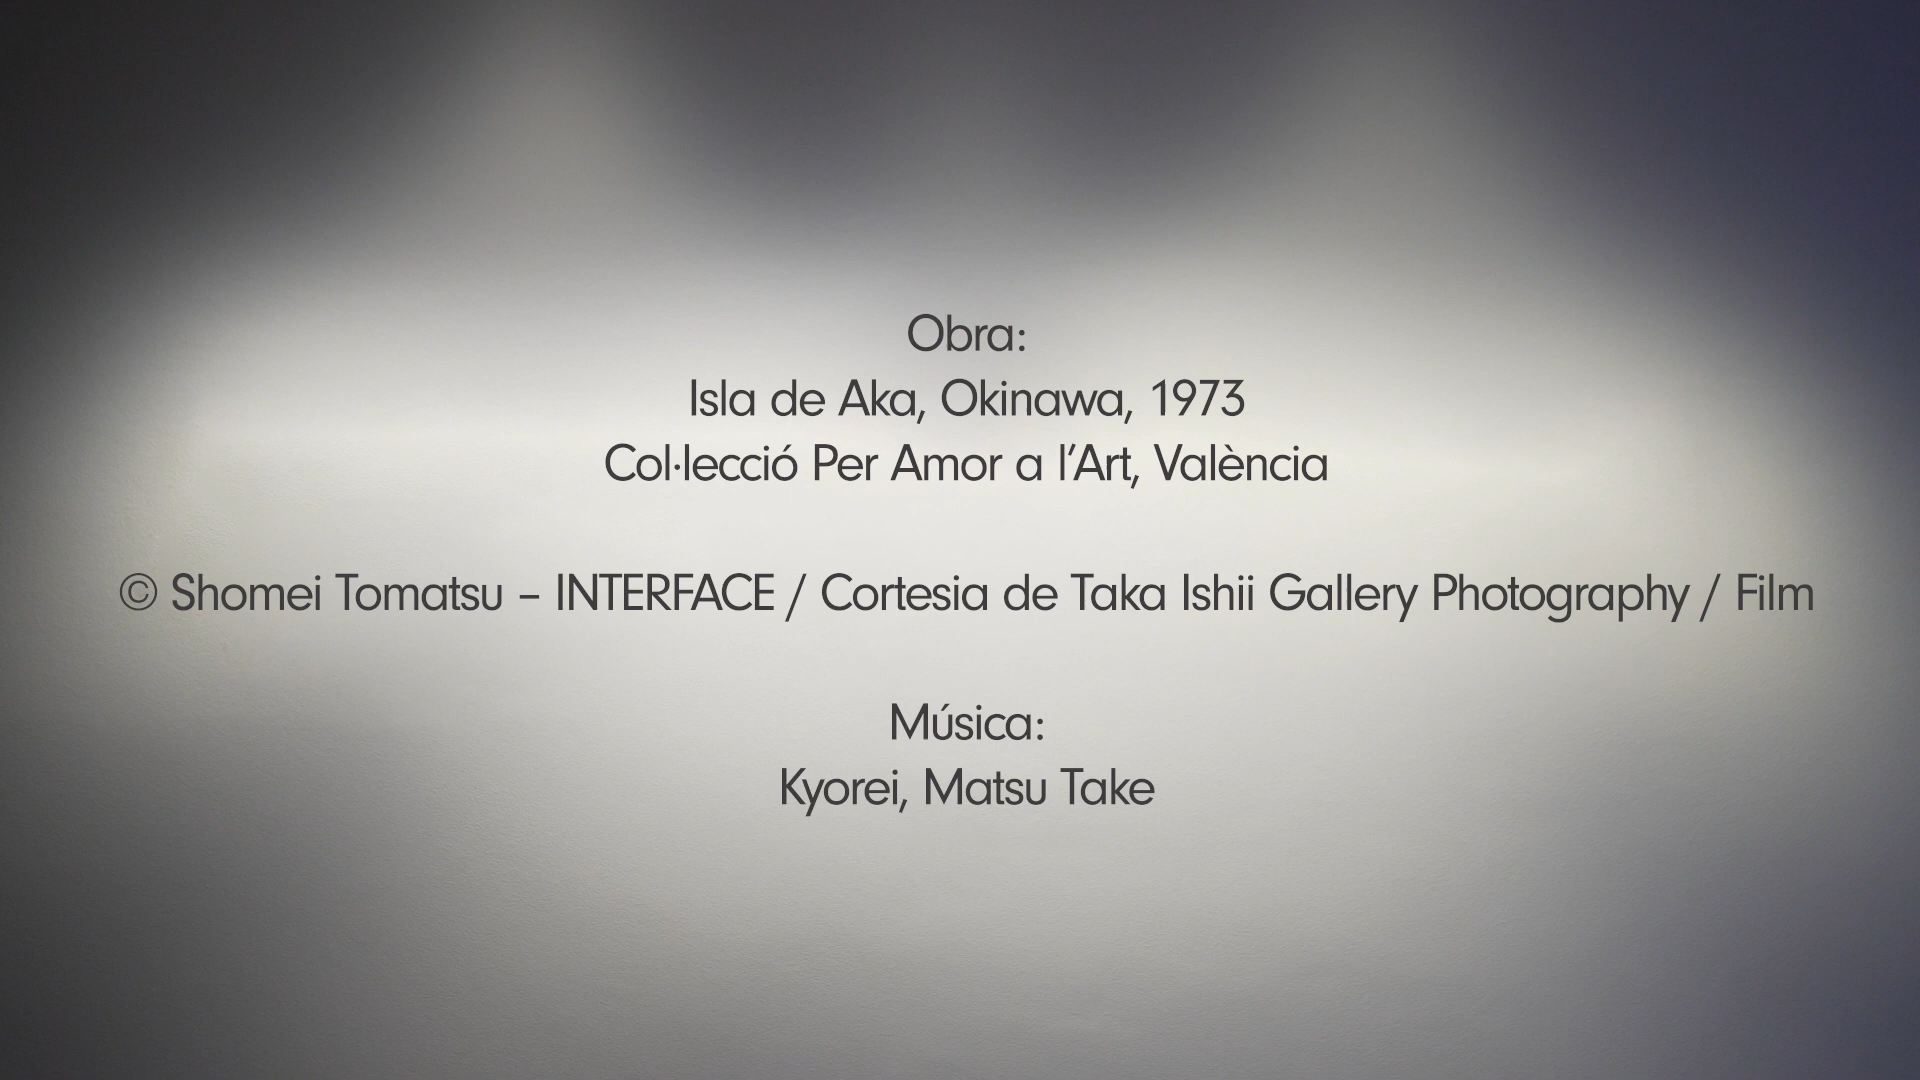 Obra:
Isla de Aka, Okinawa, 1973
Col·lecció Per Amor a l’Art, València
© Shomei Tomatsu – INTERFACE / Cortesia de Taka Ishii Gallery Photography / Film
Música:
Kyorei, Matsu Take